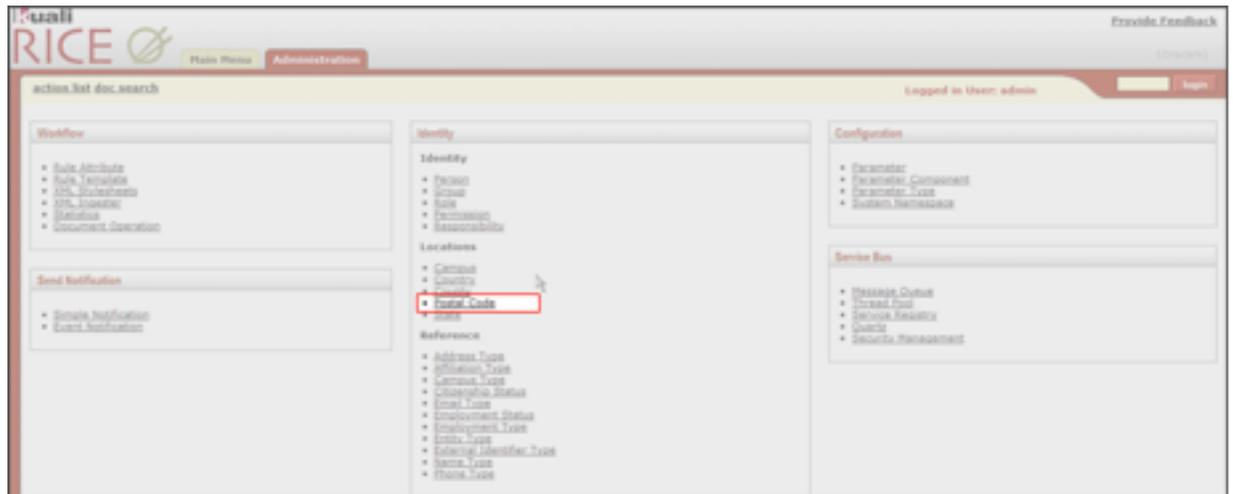 Kuali
RICE
Provide Feedback
Main Menu
Administration
action list doc search
Logged in User: admin
login
Workflow
Rule Attribute
Rule Template
XML Stylesheets
XML Ingester
Statistics
Document Operation
Send Notification
Simple Notification
Event Notification
Identity
Identity
Person
Group
Role
Permission
Responsibility
Locations
Campus
Country
County
Postal Code
State
Reference
Address Type
Affiliation Type
Campus Type
Citizenship Status
Email Type
Employment Status
Employment Type
Entity Type
External Identifier Type
Name Type
Phone Type
Configuration
Parameter
Parameter Component
Parameter Type
System Namespace
Service Bus
Message Queue
Thread Pool
Service Registry
Quartz
Security Management